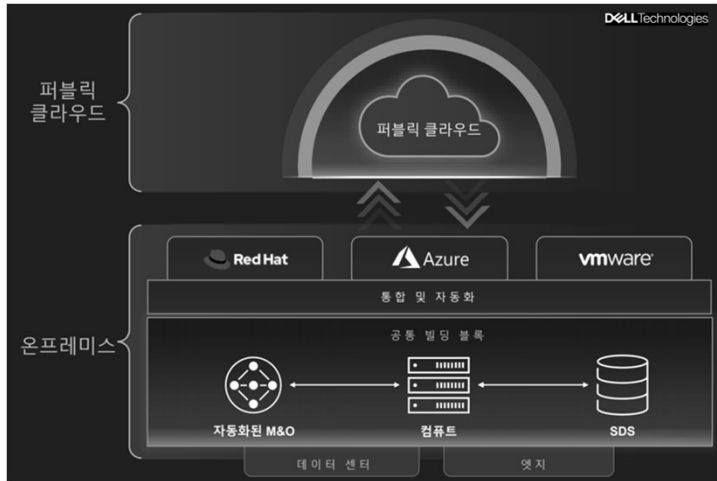 DELLTechnologies
퍼블릭
클라우드
퍼블릭 클라우드
Red Hat
Azure
vmware
통합 및 자동화
온프레미스
공통 빌딩 블록
자동화된 M&O
컴퓨트
SDS
데이터 센터
엣지